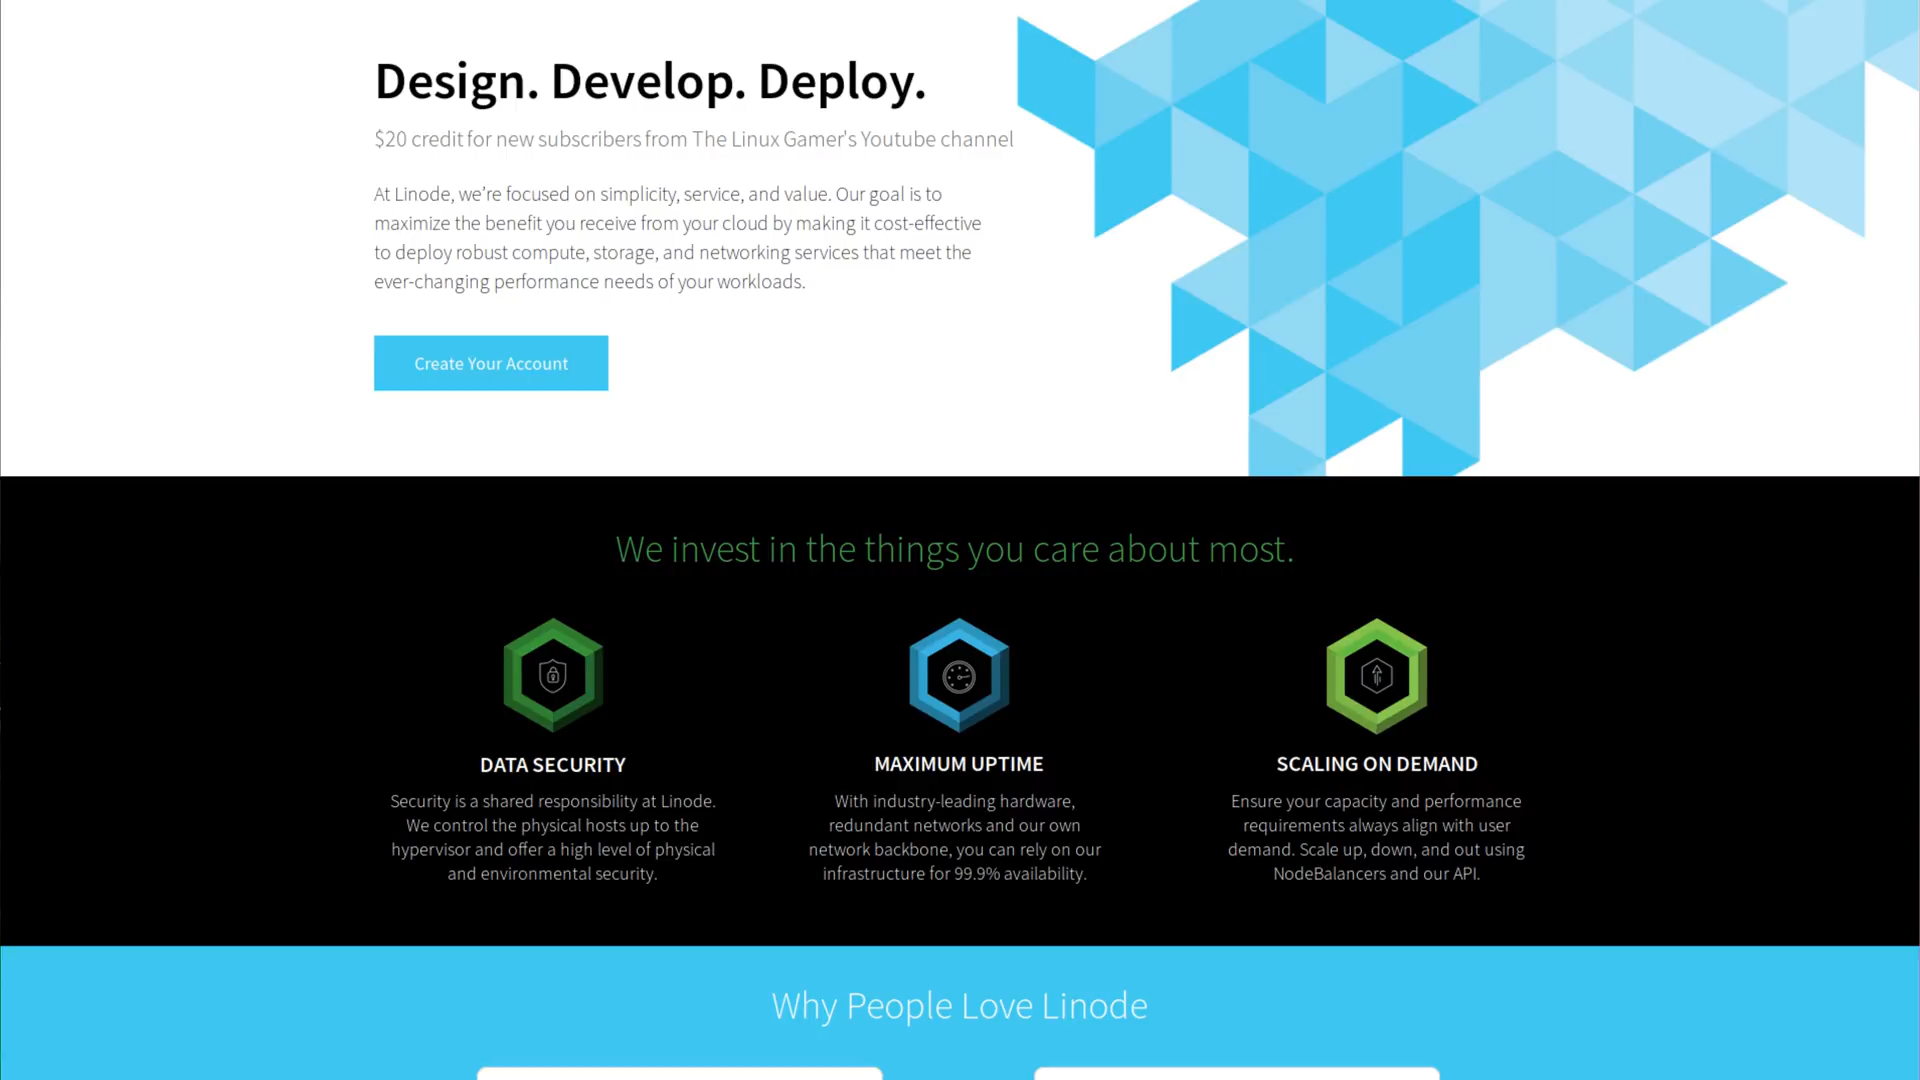 Design. Develop. Deploy.
$20 credit for new subscribers from The Linux Gamer's Youtube channel
At Linode, we’re focused on simplicity, service, and value. Our goal is to
maximize the benefit you receive from your cloud by making it cost-effective
to deploy robust compute, storage, and networking services that meet the
ever-changing performance needs of your workloads.
Create Your Account
We invest in the things you care about most.
DATA SECURITY
Security is a shared responsibility at Linode.
We control the physical hosts up to the
hypervisor and offer a high level of physical
and environmental security.
MAXIMUM UPTIME
With industry-leading hardware,
redundant networks and our own
network backbone, you can rely on our
infrastructure for 99.9% availability.
SCALING ON DEMAND
Ensure your capacity and performance
requirements always align with user
demand. Scale up, down, and out using
NodeBalancers and our API.
Why People Love Linode